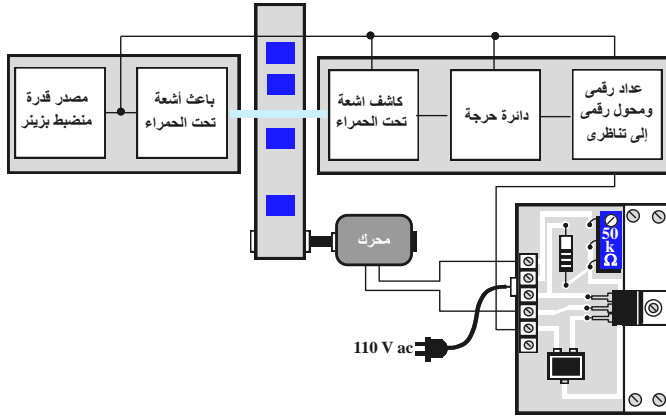 مصدر قدرة
منضبط بزينر
باعث أشعة
تحت الحمراء
كاشف اشعة
تحت الحمراء
دائرة حرجة
عداد رقمى
ومحول رقمى
إلى تناظرى
محرك
50
k
Ω
110 V ac